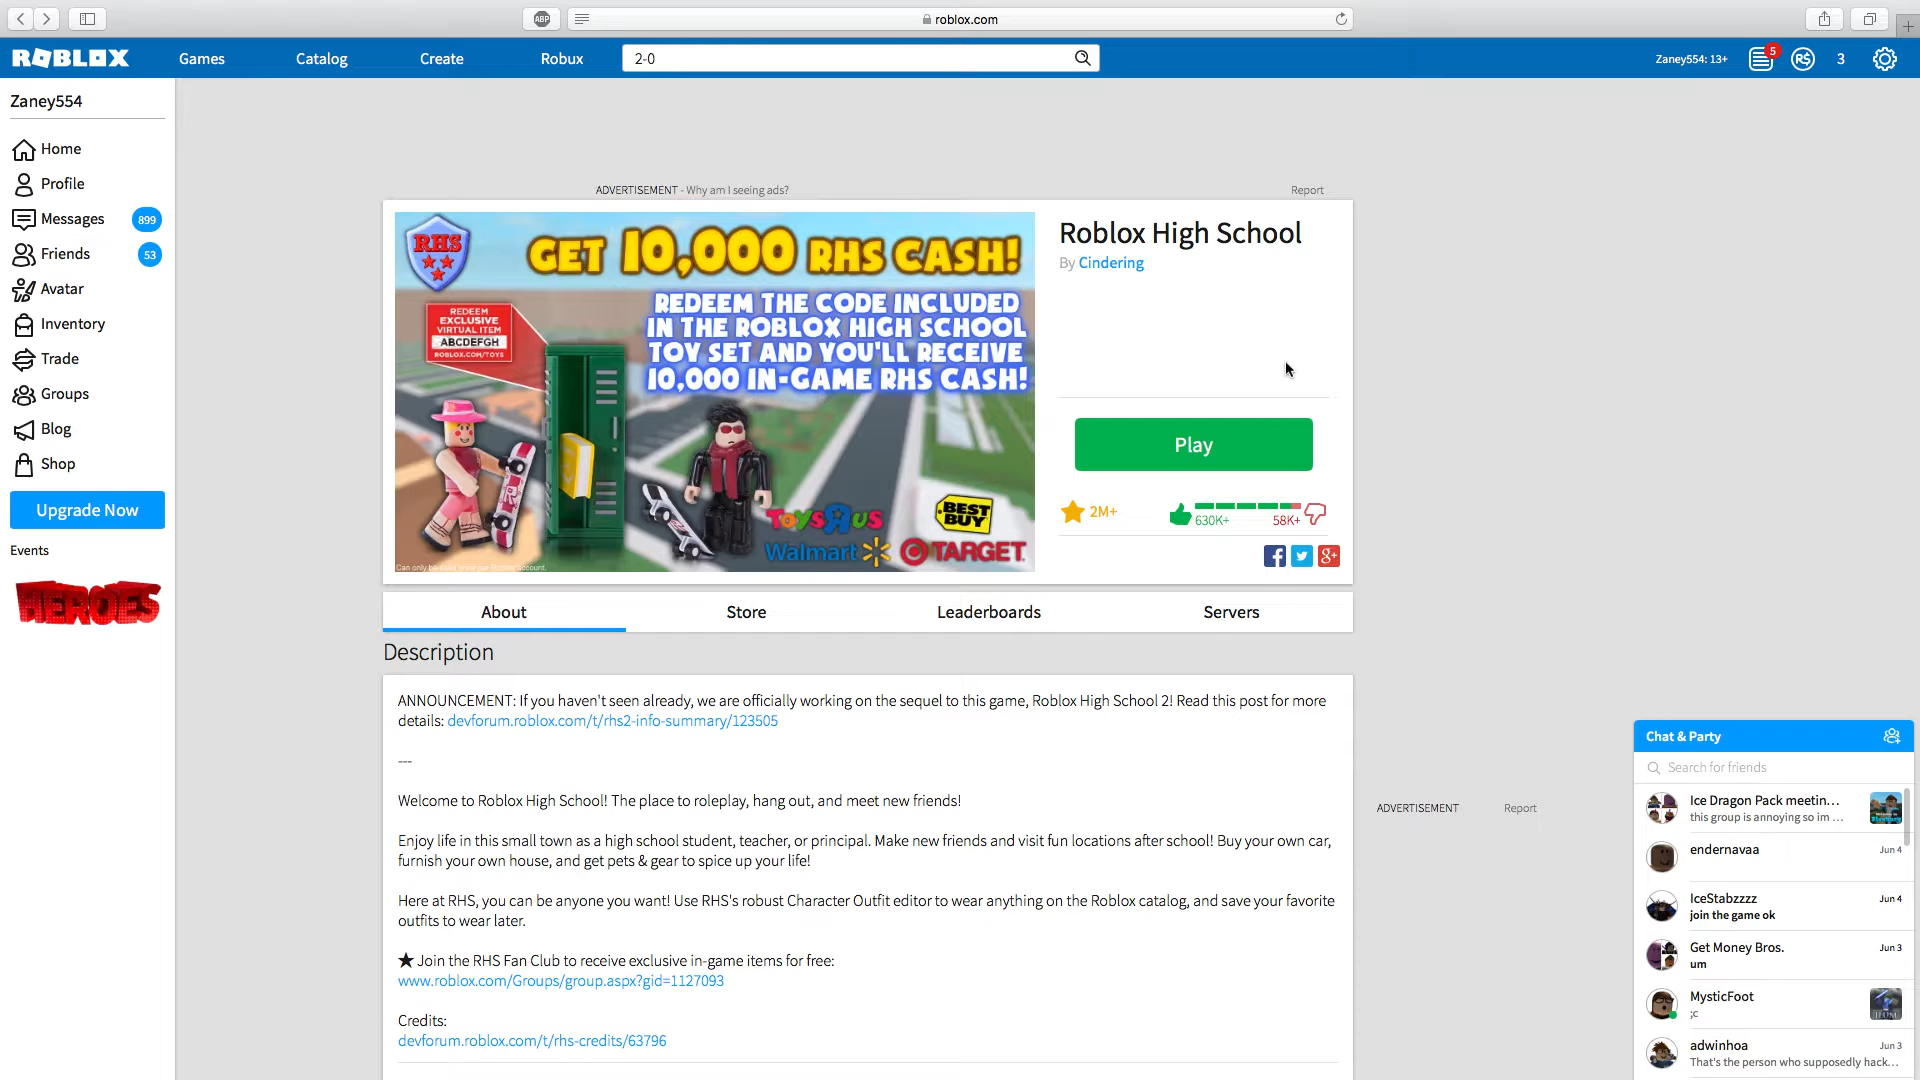 ABP
roblox.com
ROBLOX
Games
Catalog
Create
Robux
2-0
Zaney554: 13+
5
R$
3
Zaney554
Home
Profile
Messages
899
Friends
53
Avatar
Inventory
Trade
Groups
Blog
Shop
Upgrade Now
Events
HEROES
ADVERTISEMENT - Why am I seeing ads?
Report
RHS
GET 10,000 RHS CASH!
REDEEM THE CODE INCLUDED
IN THE ROBLOX HIGH SCHOOL
TOY SET AND YOU'LL RECEIVE
10,000 IN-GAME RHS CASH!
REDEEM
EXCLUSIVE
VIRTUAL ITEM
ABCDEFGH
ROBLOX.COM/TOYS
TOYS R US
BEST
BUY
Walmart
TARGET
Can only be
account.
Roblox High School
By Cindering
Play
2M+
630K+
58K+
About
Store
Leaderboards
Servers
Description
ANNOUNCEMENT: If you haven't seen already, we are officially working on the sequel to this game, Roblox High School 2! Read this post for more
details: devforum.roblox.com/t/rhs2-info-summary/123505
---
Welcome to Roblox High School! The place to roleplay, hang out, and meet new friends!
Enjoy life in this small town as a high school student, teacher, or principal. Make new friends and visit fun locations after school! Buy your own car,
furnish your own house, and get pets & gear to spice up your life!
Here at RHS, you can be anyone you want! Use RHS's robust Character Outfit editor to wear anything on the Roblox catalog, and save your favorite
outfits to wear later.
★ Join the RHS Fan Club to receive exclusive in-game items for free:
www.roblox.com/Groups/group.aspx?gid=1127093
Credits:
devforum.roblox.com/t/rhs-credits/63796
ADVERTISEMENT
Report
Chat & Party
Search for friends
Ice Dragon Pack meetin...
this group is annoying so im ...
endernavaa
Jun 4
IceStabzzzz
Jun 4
join the game ok
Get Money Bros.
Jun 3
um
MysticFoot
;c
adwinhoa
Jun 3
That's the person who supposedly hack...